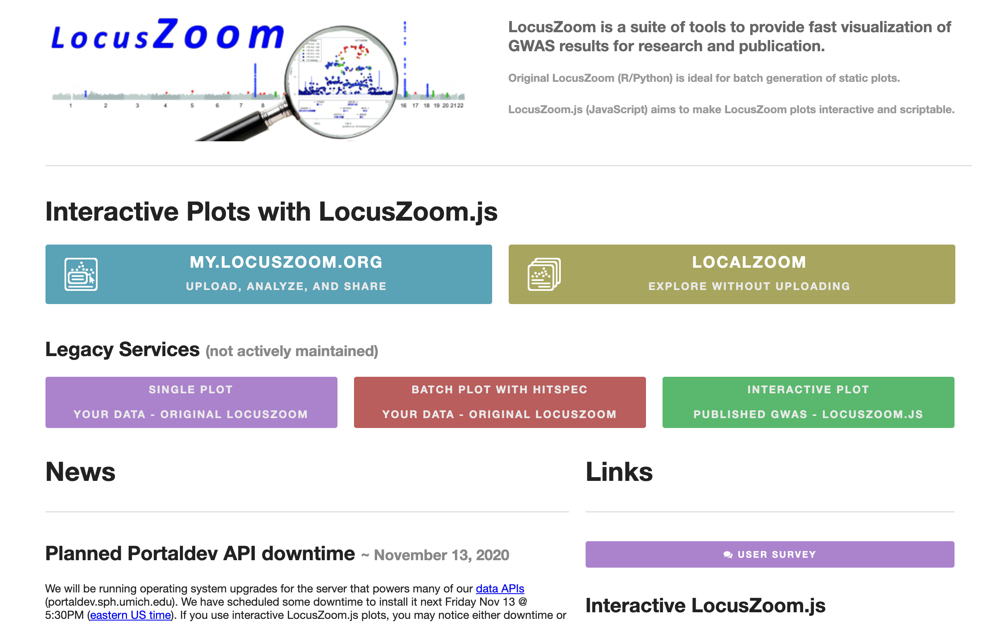 LocusZoom
1 2 3 4 5 6 7 8 16 17 18 19 20 21 22
LocusZoom is a suite of tools to provide fast visualization of
GWAS results for research and publication.
Original LocusZoom (R/Python) is ideal for batch generation of static plots.
LocusZoom.js (JavaScript) aims to make LocusZoom plots interactive and scriptable.
Interactive Plots with LocusZoom.js
MY.LOCUSZOOM.ORG
UPLOAD, ANALYZE, AND SHARE
LOCALZOOM
EXPLORE WITHOUT UPLOADING
Legacy Services (not actively maintained)
SINGLE PLOT
YOUR DATA - ORIGINAL LOCUSZOOM
BATCH PLOT WITH HITSPEC
YOUR DATA - ORIGINAL LOCUSZOOM
INTERACTIVE PLOT
PUBLISHED GWAS - LOCUSZOOM.JS
News
Planned Portaldev API downtime ~ November 13, 2020
We will be running operating system upgrades for the server that powers many of our data APIs
(portaldev.sph.umich.edu). We have scheduled some downtime to install it next Friday Nov 13 @
5:30PM (eastern US time). If you use interactive LocusZoom.js plots, you may notice either downtime or
Links
USER SURVEY
Interactive LocusZoom.js